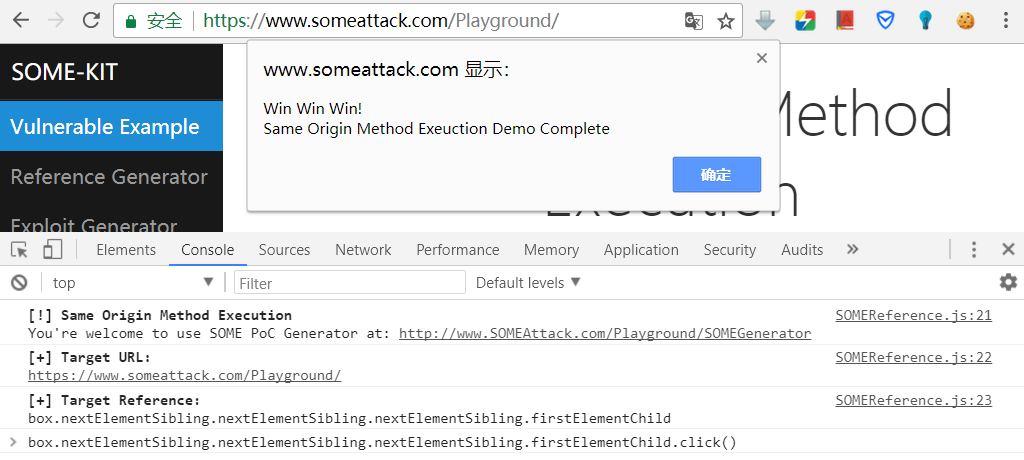 安全
https://www.someattack.com/Playground/
SOME-KIT
Vulnerable Example
Reference Generator
Exploit Generator
www.someattack.com 显示：
Win Win Win!
Same Origin Method Exeuction Demo Complete
确定
Method
Execution
Elements Console Sources Network Performance Memory Application Security Audits
top Filter Default levels
[!] Same Origin Method Execution SOMEReference.js:21
You're welcome to use SOME PoC Generator at: http://www.SOMEAttack.com/Playground/SOMEGenerator
[+] Target URL: SOMEReference.js:22
https://www.someattack.com/Playground/
[+] Target Reference: SOMEReference.js:23
box.nextElementSibling.nextElementSibling.nextElementSibling.firstElementChild
box.nextElementSibling.nextElementSibling.nextElementSibling.firstElementChild.click()